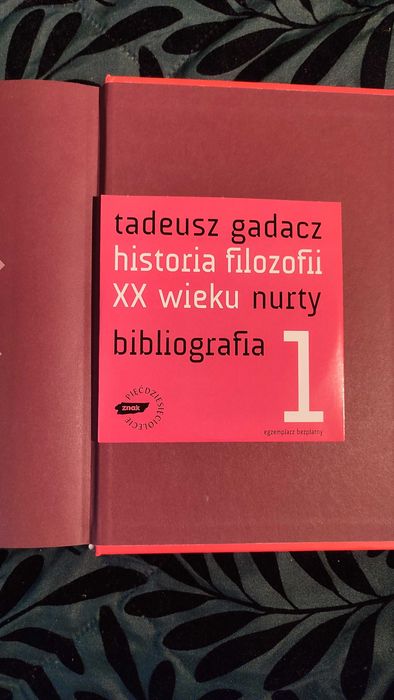 tadeusz gadacz
historia filozofii
XX wieku nurty
bibliografia
1
PIĘĆDZIESIĘCIOLECIE
znak
egzemplarz bezpłatny